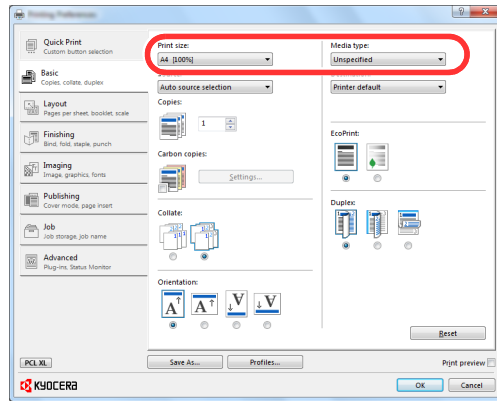 Printing Preferences
Quick Print
Custom button selection
Basic
Copies, collate, duplex
Layout
Pages per sheet, booklet, scale
Finishing
Bind, fold, staple, punch
Imaging
Image, graphics, fonts
Publishing
Cover mode, page insert
Job
Job storage, job name
Advanced
Plug-ins, Status Monitor
PCL XL
Print size:
A4 [100%]
Auto source selection
Copies:
1
Carbon copies:
Settings...
Collate:
Orientation:
A
A
A
A
Media type:
Unspecified
Printer default
EcoPrint:
Duplex:
Reset
Save As...
Profiles...
Print preview
KYOCERA
OK
Cancel